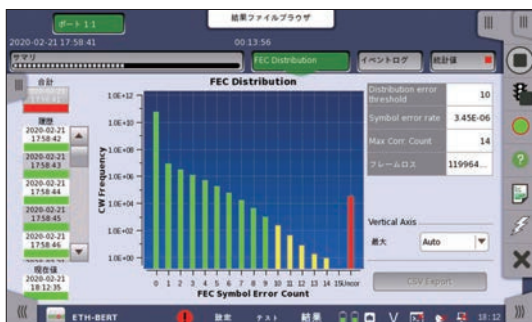 ポート 1:1
結果ファイルブラウザ
2020-02-21 17:58:41
00:13:56
サマリ
FEC Distribution
イベントログ
統計値
合計
2020-02-21
17:58:41
履歴
2020-02-21
17:58:42
2020-02-21
17:58:43
2020-02-21
17:58:44
2020-02-21
17:58:45
2020-02-21
17:58:46
現在値
2020-02-21
18:12:35
FEC Distribution
CW Frequency
1.0E+12
1.0E+10
1.0E+08
1.0E+06
1.0E+04
1.0E+02
1.0E+00
0 1 2 3 4 5 6 7 8 9 10 11 12 13 14 15 Uncor
FEC Symbol Error Count
Distribution error threshold 10
Symbol error rate 3.45E-06
Max Corr. Count 14
フレームロス 119964...
Vertical Axis
最大 Auto
CSV Export
ETH-BERT
設定 テスト 結果
18:12